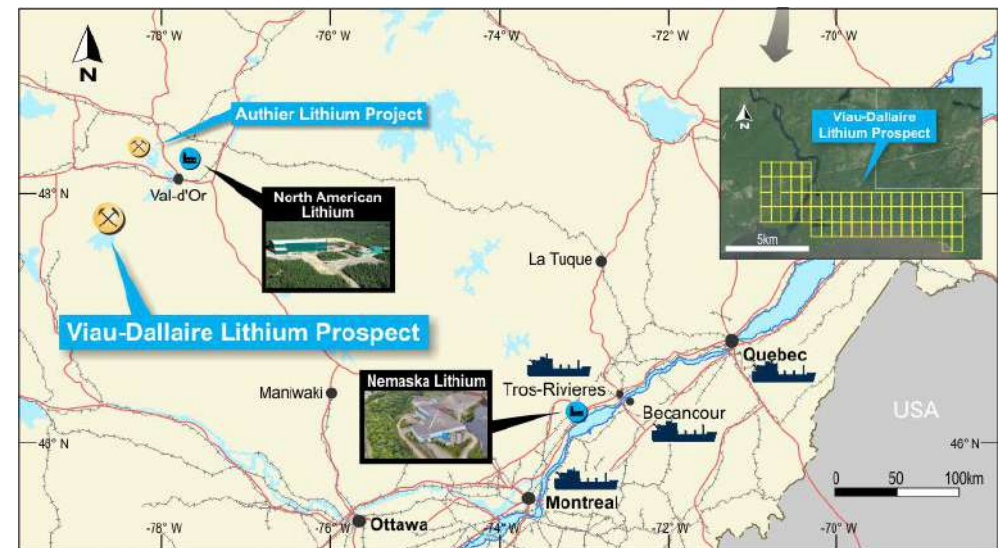 -78° W
-76° W
-74° W
-72° W
-70° W
N
Authier Lithium Project
N
Viau-Dallaire
Lithium Prospect
48° N
Val-d'Or
North American
Lithium
5km
La Tuque
Viau-Dallaire Lithium Prospect
Quebec
Nemaska Lithium
Tros-Rivieres
Maniwaki
Becancour
USA
46° N
46° N
0 50 100km
Montreal
Ottawa
-78° W
-76° W
-74° W
-72° W
-70° W